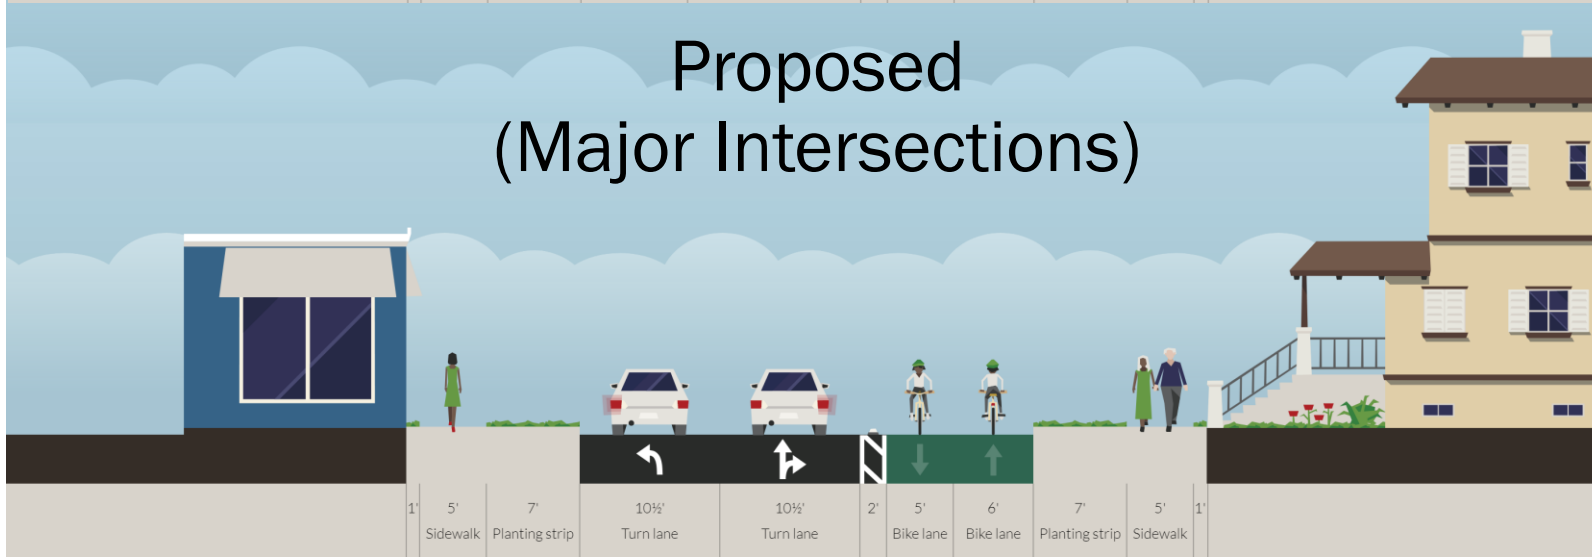 Proposed
(Major Intersections)
1' 5' 7' 10½' 10½' 2' 5' 6' 7' 5' 1'
Sidewalk Planting strip Turn lane Turn lane Bike lane Bike lane Planting strip Sidewalk